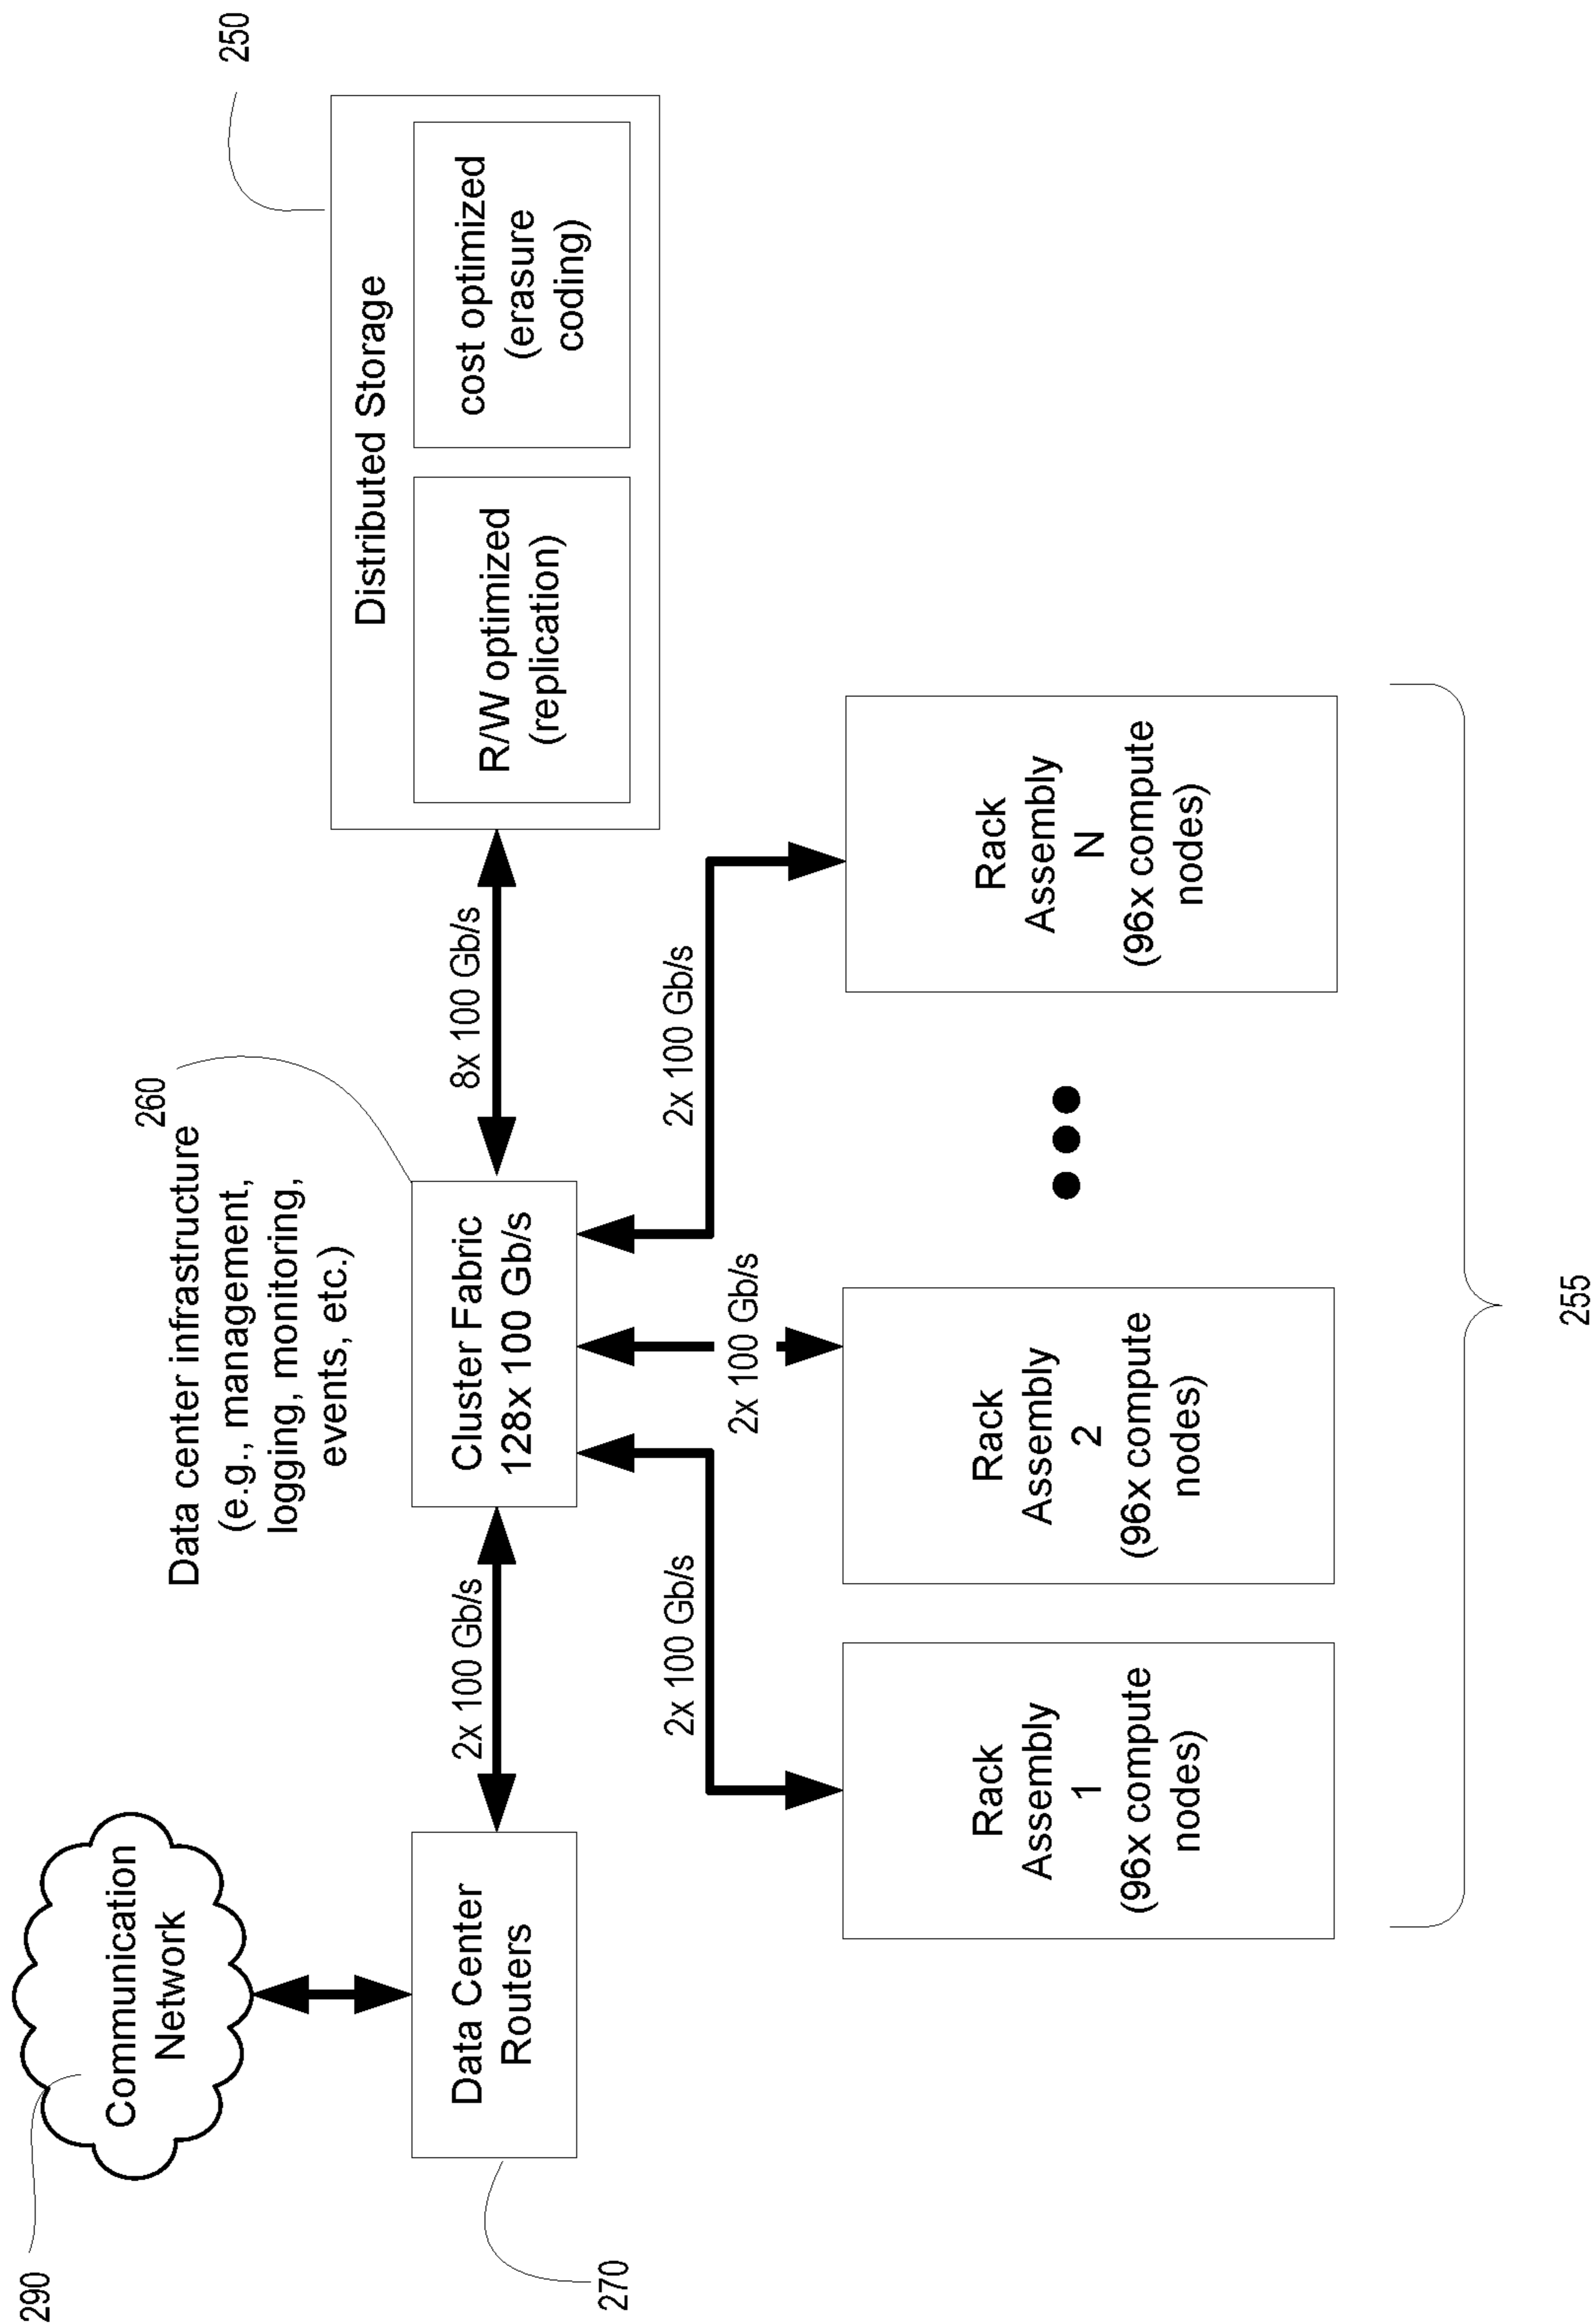 290
Communication
Network
Data center infrastructure
(e.g., management,
logging, monitoring,
events, etc.)
260
250
Data Center
Routers
270
2x 100 Gb/s
Cluster Fabric
128x 100 Gb/s
8x 100 Gb/s
Distributed Storage
R/W optimized
(replication)
cost optimized
(erasure
coding)
2x 100 Gb/s
2x 100 Gb/s
2x 100 Gb/s
Rack
Assembly
1
(96x compute
nodes)
Rack
Assembly
2
(96x compute
nodes)
Rack
Assembly
N
(96x compute
nodes)
255